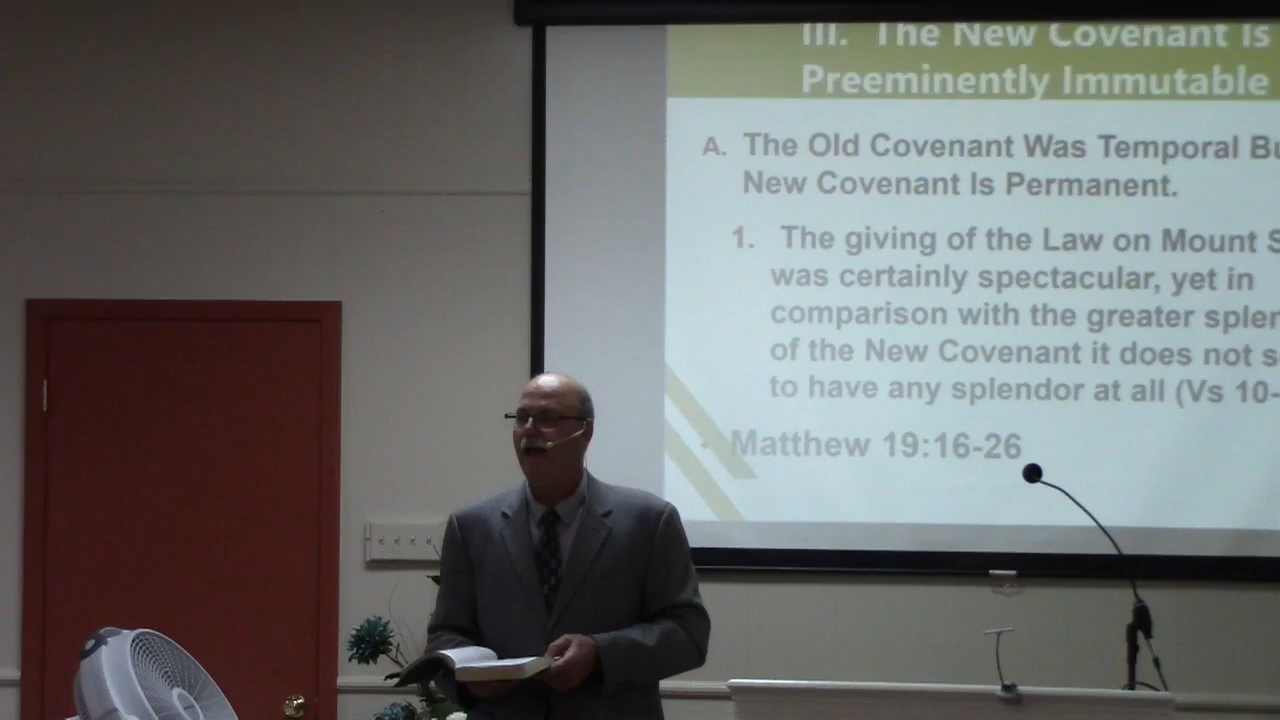 III. The New Covenant Is
Preeminently Immutable
A. The Old Covenant Was Temporal
New Covenant Is Permanent.
1. The giving of the Law on Mount
was certainly spectacular, yet in
comparison with the greater
of the New Covenant it does not
to have any splendor at all (Vs 10-
• Matthew 19:16-26